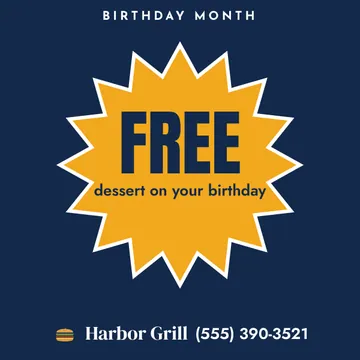 BIRTHDAY MONTH
FREE
dessert on your birthday
Harbor Grill (555) 390-3521